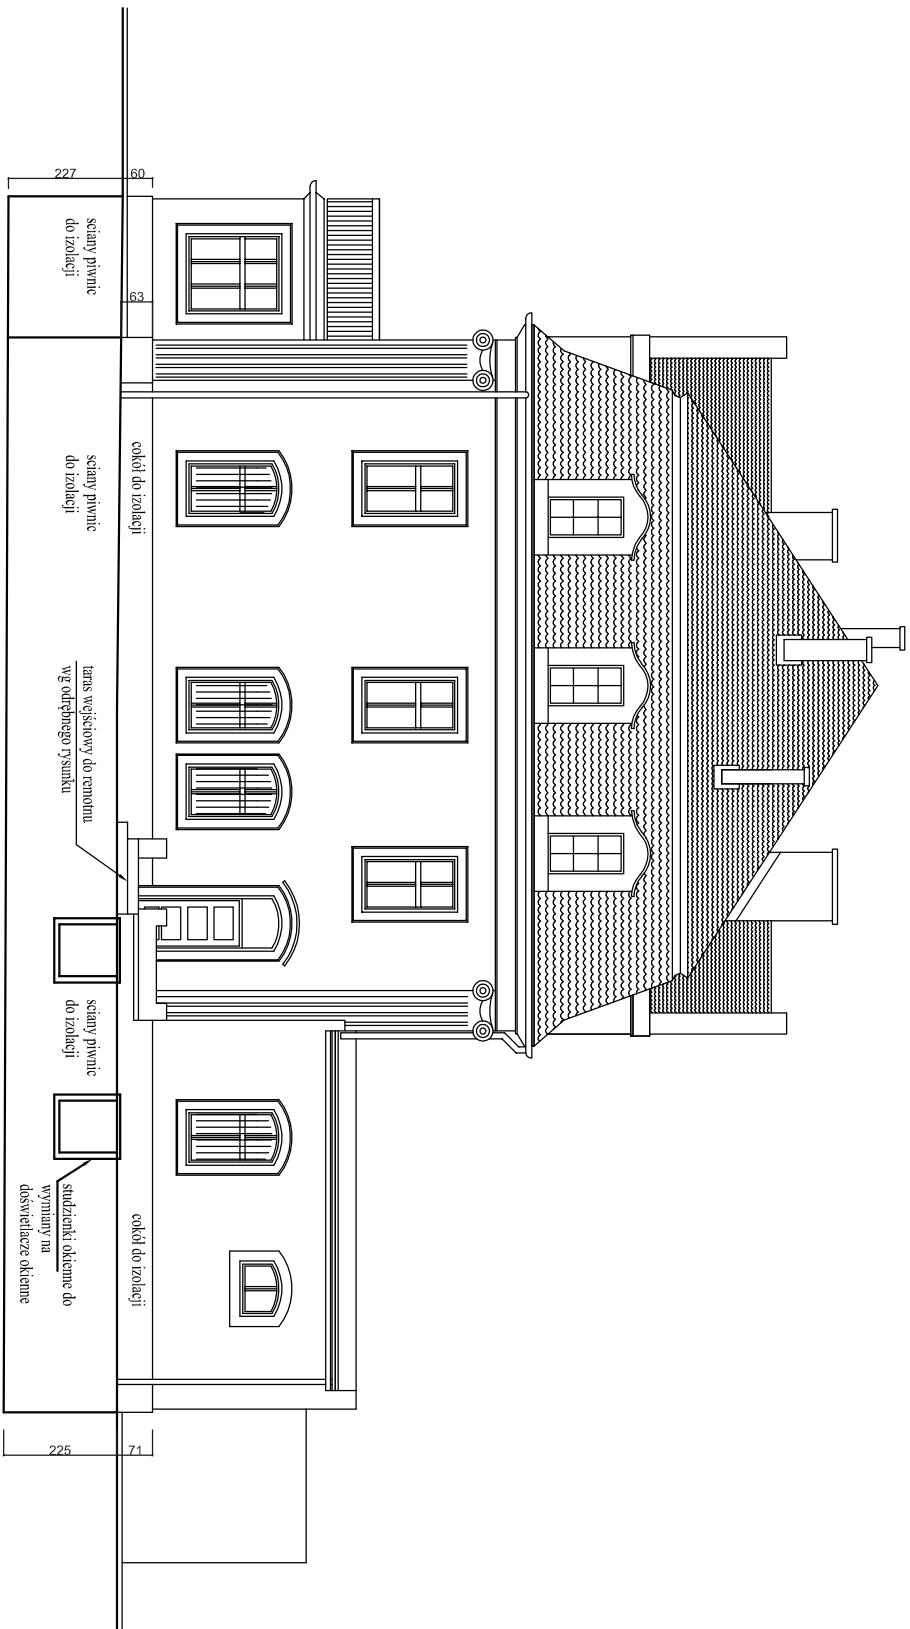 227
60
63
sciany piwnic
do izolacji
sciany piwnic
do izolacji
cokół do izolacji
taras wejściowy do remotnu
wg odrębnego rysunku
sciany piwnic
do izolacji
studzienki okienne do
wymiany na
doświetlacze okienne
cokół do izolacji
225
71